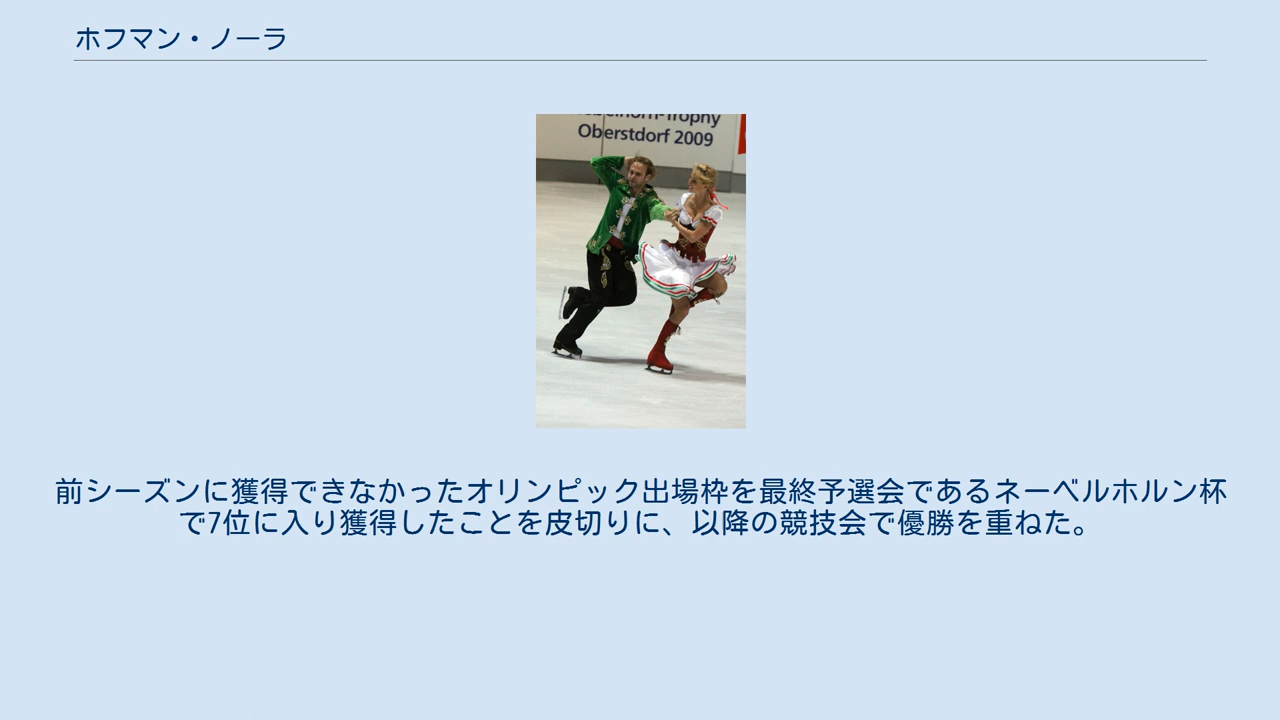 ホフマン・ノーラ
Oberstdorf 2009
前シーズンに獲得できなかったオリンピック出場枠を最終予選会であるネーベルホルン杯
で7位に入り獲得したことを皮切りに、以降の競技会で優勝を重ねた。